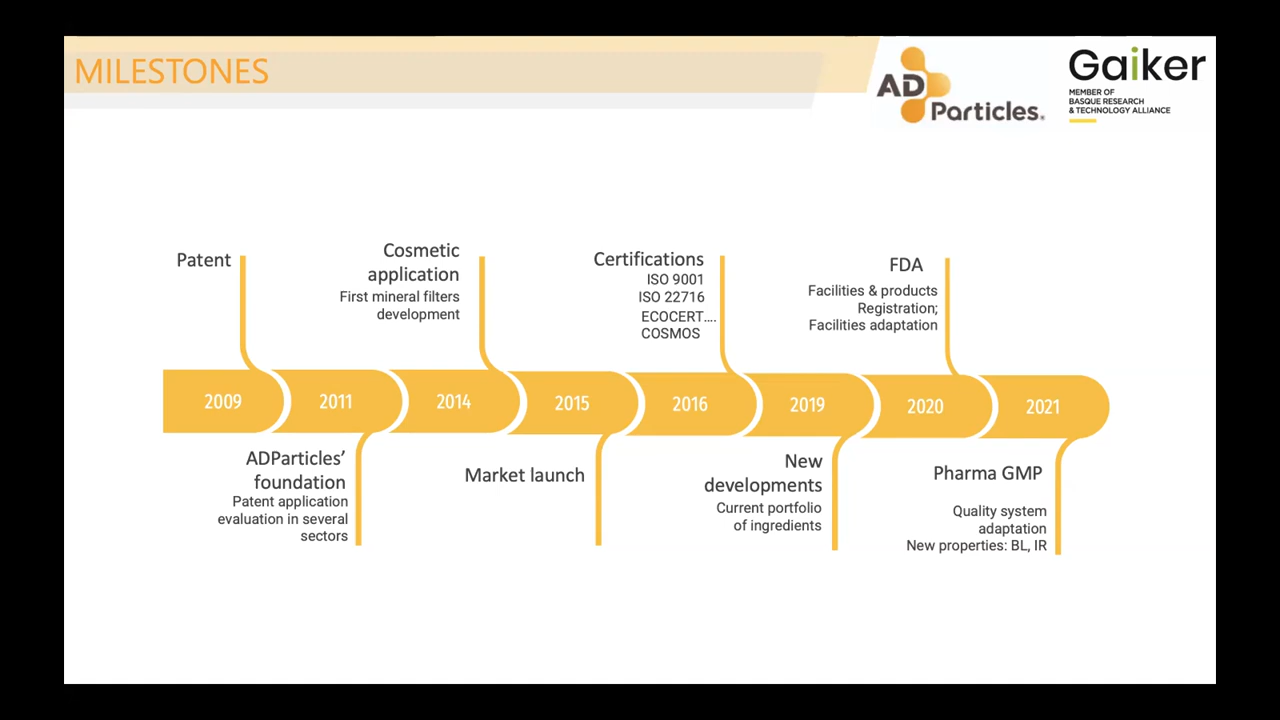 MILESTONES
AD
Particles®
Gaiker
MEMBER OF
BASQUE RESEARCH
& TECHNOLOGY ALLIANCE
Patent
Cosmetic
application
First mineral filters
development
Certifications
ISO 9001
ISO 22716
ECOCERT....
COSMOS
FDA
Facilities & products
Registration;
Facilities adaptation
2009
2011
2014
2015
2016
2019
2020
2021
ADParticles’
foundation
Patent application
evaluation in several
sectors
Market launch
New
developments
Current portfolio
of ingredients
Pharma GMP
Quality system
adaptation
New properties: BL, IR